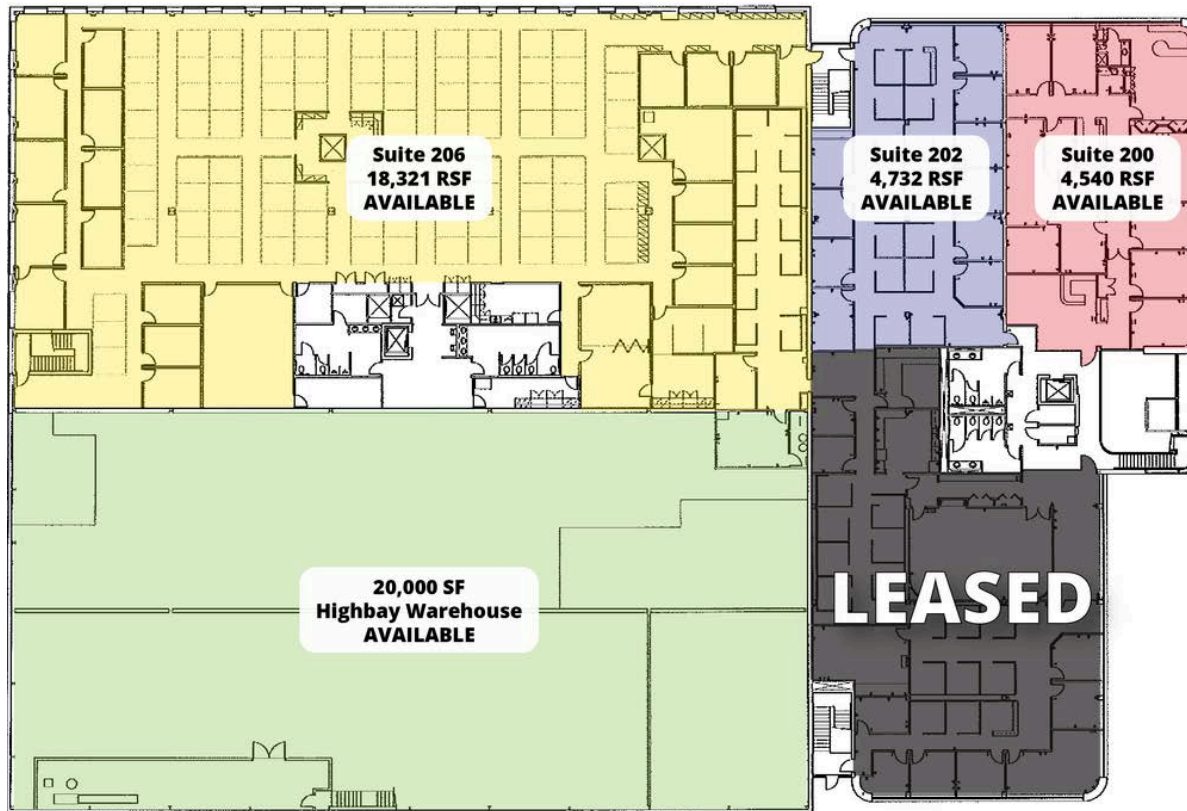 Suite 206
18,321 RSF
AVAILABLE
Suite 202
4,732 RSF
AVAILABLE
Suite 200
4,540 RSF
AVAILABLE
20,000 SF
Highbay Warehouse
AVAILABLE
LEASED